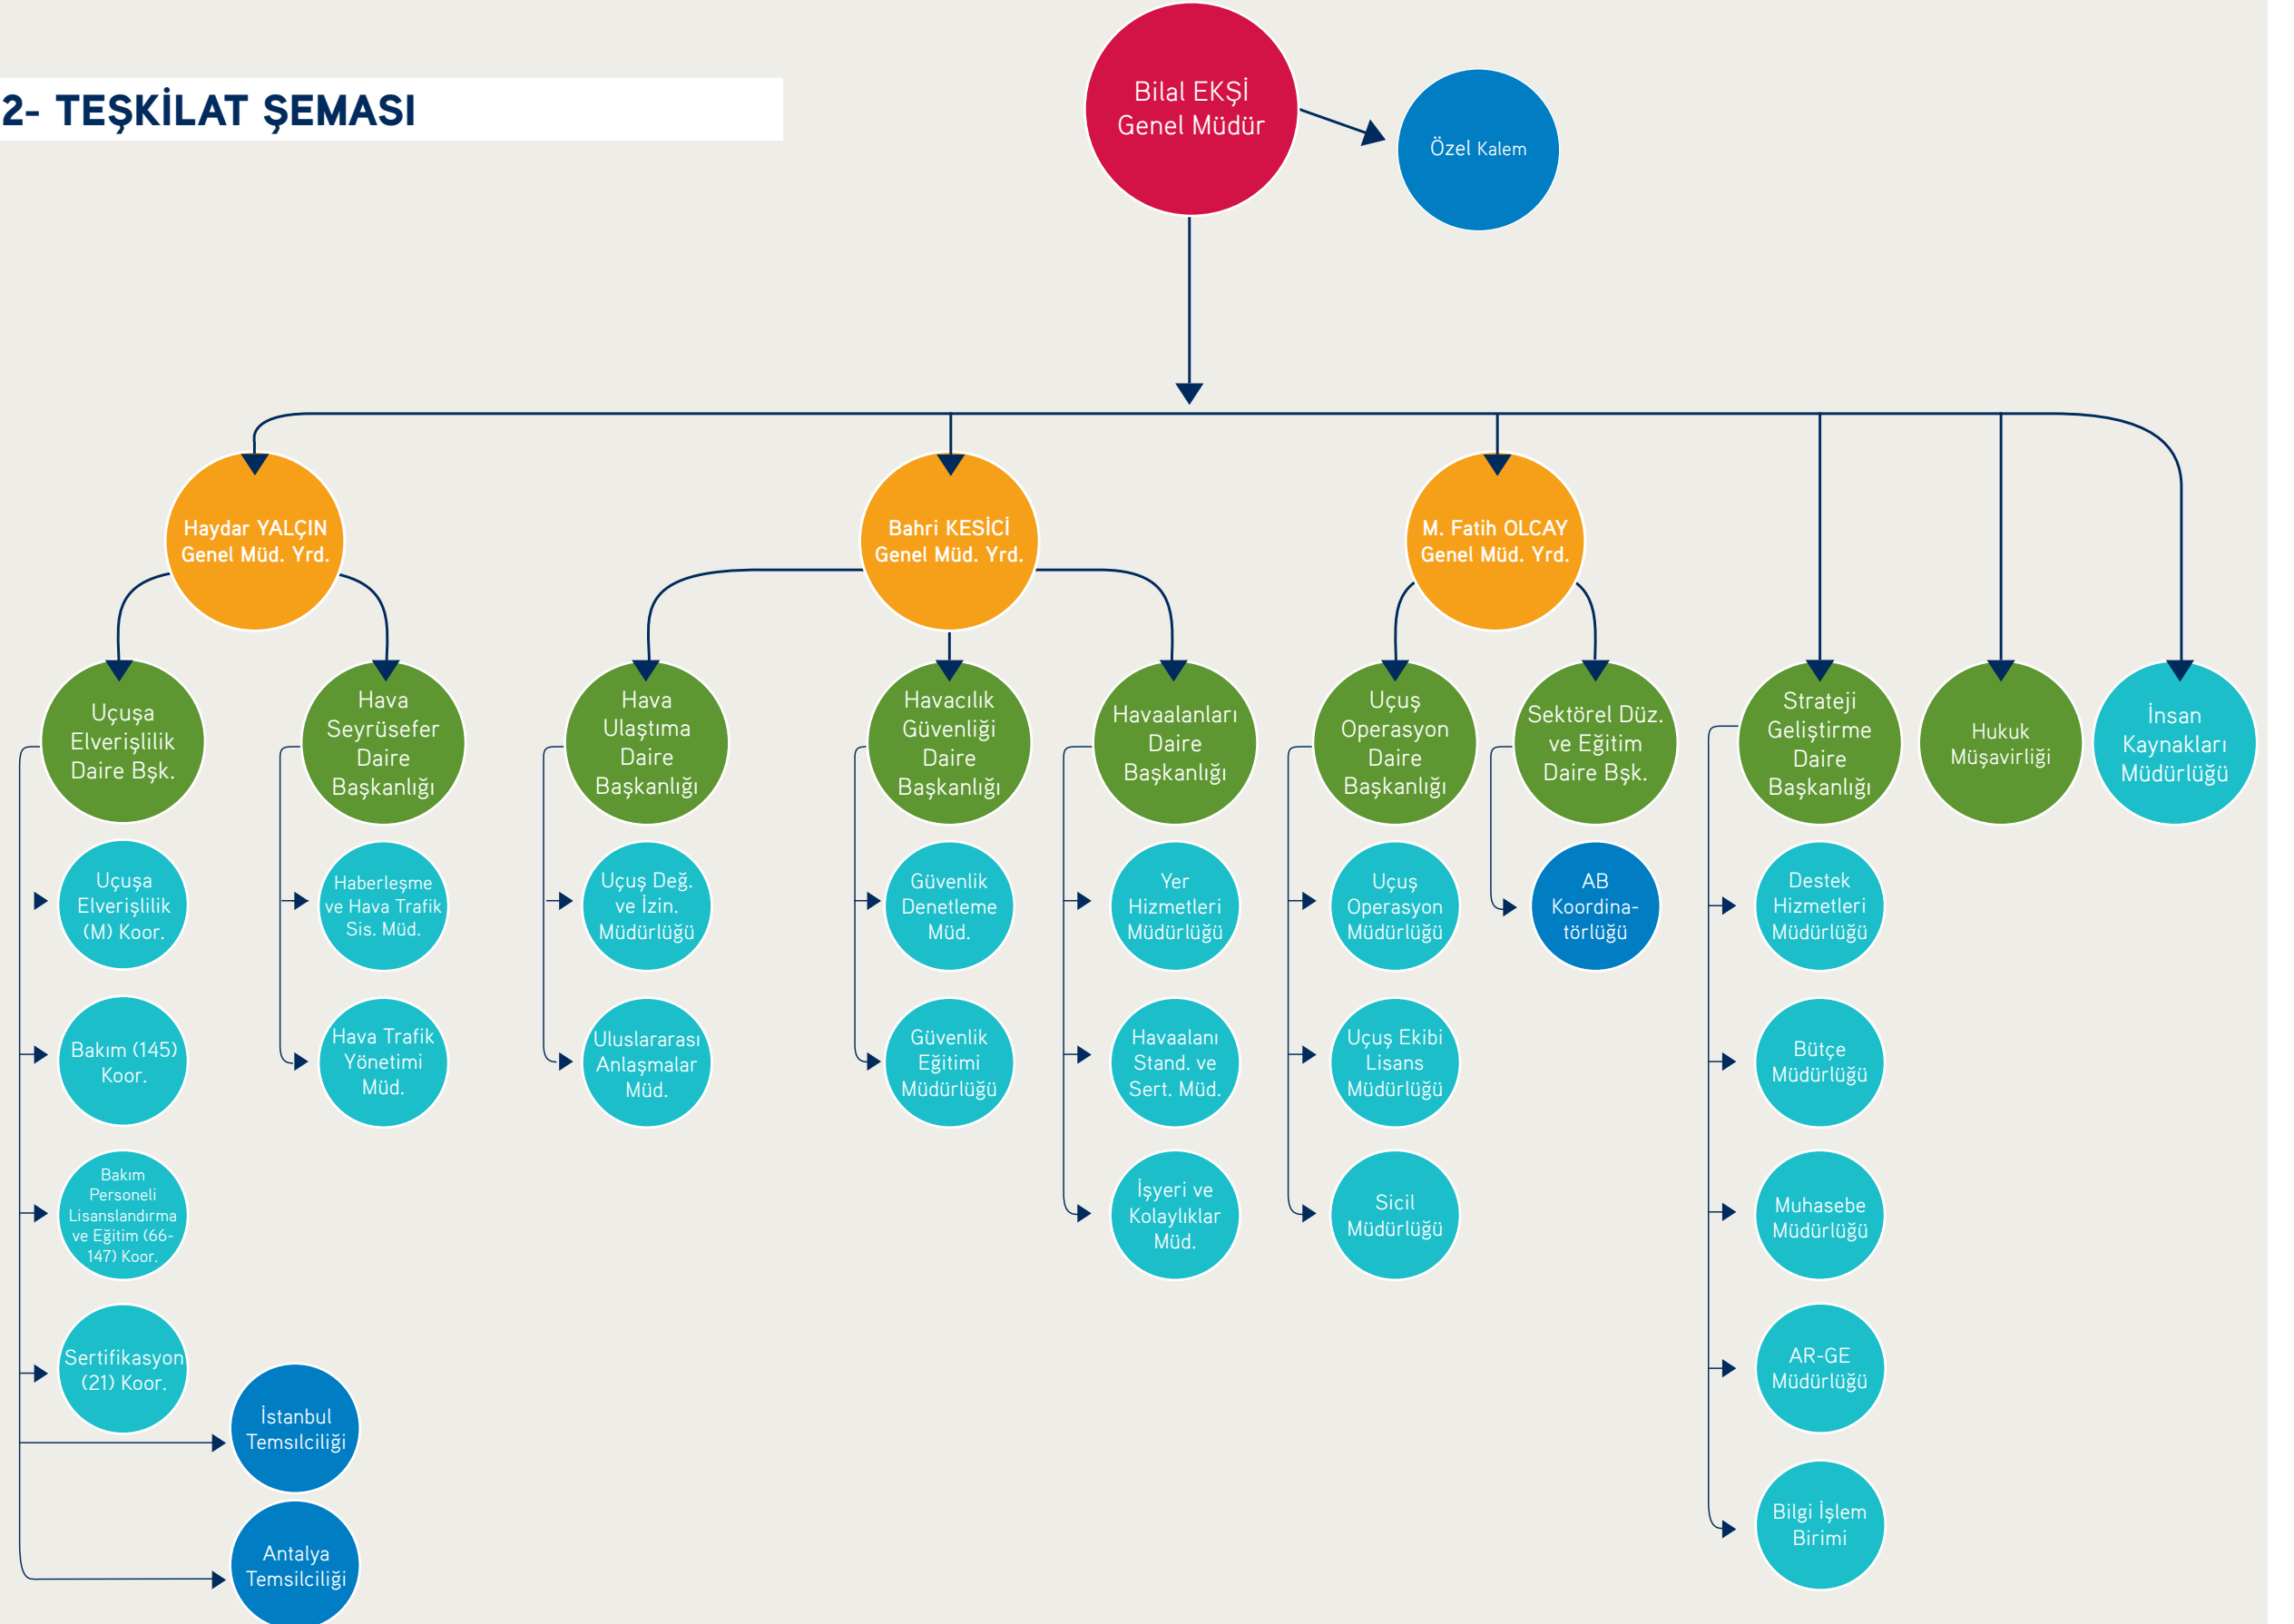 2- TEŞKİLAT ŞEMASI
Bilal EKŞİ
Genel Müdür
Özel Kalem
Haydar YALÇIN
Genel Müd. Yrd.
Bahri KESİCİ
Genel Müd. Yrd.
M. Fatih OLCAY
Genel Müd. Yrd.
Uçuşa
Elverişlilik
Daire Bşk.
Hava
Seyrüsefer
Daire
Başkanlığı
Hava
Ulaştıma
Daire
Başkanlığı
Havacılık
Güvenliği
Daire
Başkanlığı
Havaalanları
Daire
Başkanlığı
Uçuş
Operasyon
Daire
Başkanlığı
Sektörel Düz.
ve Eğitim
Daire Bşk.
Strateji
Geliştirme
Daire
Başkanlığı
Hukuk
Müşavirliği
İnsan
Kaynakları
Müdürlüğü
Uçuşa
Elverişlilik
(M) Koor.
Haberleşme
ve Hava Trafik
Sis. Müd.
Uçuş Değ.
ve İzin.
Müdürlüğü
Güvenlik
Denetleme
Müd.
Yer
Hizmetleri
Müdürlüğü
Uçuş
Operasyon
Müdürlüğü
AB
Koordina-
törlüğü
Destek
Hizmetleri
Müdürlüğü
Bakım (145)
Koor.
Hava Trafik
Yönetimi
Müd.
Uluslararası
Anlaşmalar
Müd.
Güvenlik
Eğitimi
Müdürlüğü
Havaalanı
Stand. ve
Sert. Müd.
Uçuş Ekibi
Lisans
Müdürlüğü
Bütçe
Müdürlüğü
Bakım
Personeli
Lisanslandırma
ve Eğitim (66-
147) Koor.
İşyeri ve
Kolaylıklar
Müd.
Sicil
Müdürlüğü
Muhasebe
Müdürlüğü
Sertifikasyon
(21) Koor.
AR-GE
Müdürlüğü
İstanbul
Temsılciliği
Bilgi İşlem
Birimi
Antalya
Temsilciliği